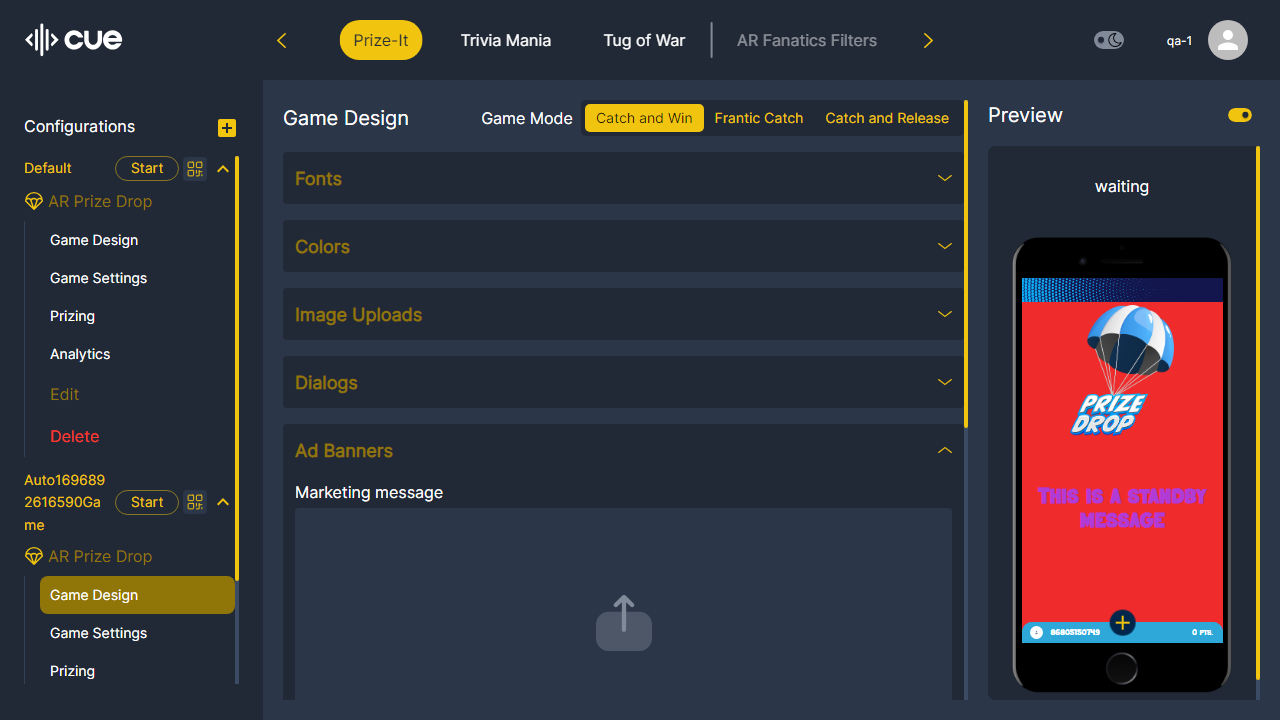 cue
Prize-It
Trivia Mania
Tug of War
AR Fanatics Filters
qa-1
Configurations
Default
Start
AR Prize Drop
Game Design
Game Settings
Prizing
Analytics
Edit
Delete
Auto169689
2616590Ga
me
Start
AR Prize Drop
Game Design
Game Settings
Prizing
Game Design
Game Mode
Catch and Win
Frantic Catch
Catch and Release
Fonts
Colors
Image Uploads
Dialogs
Ad Banners
Marketing message
Preview
waiting
PRIZE
DROP
THIS IS A STANDBY
MESSAGE
86805150749
0 PTS.